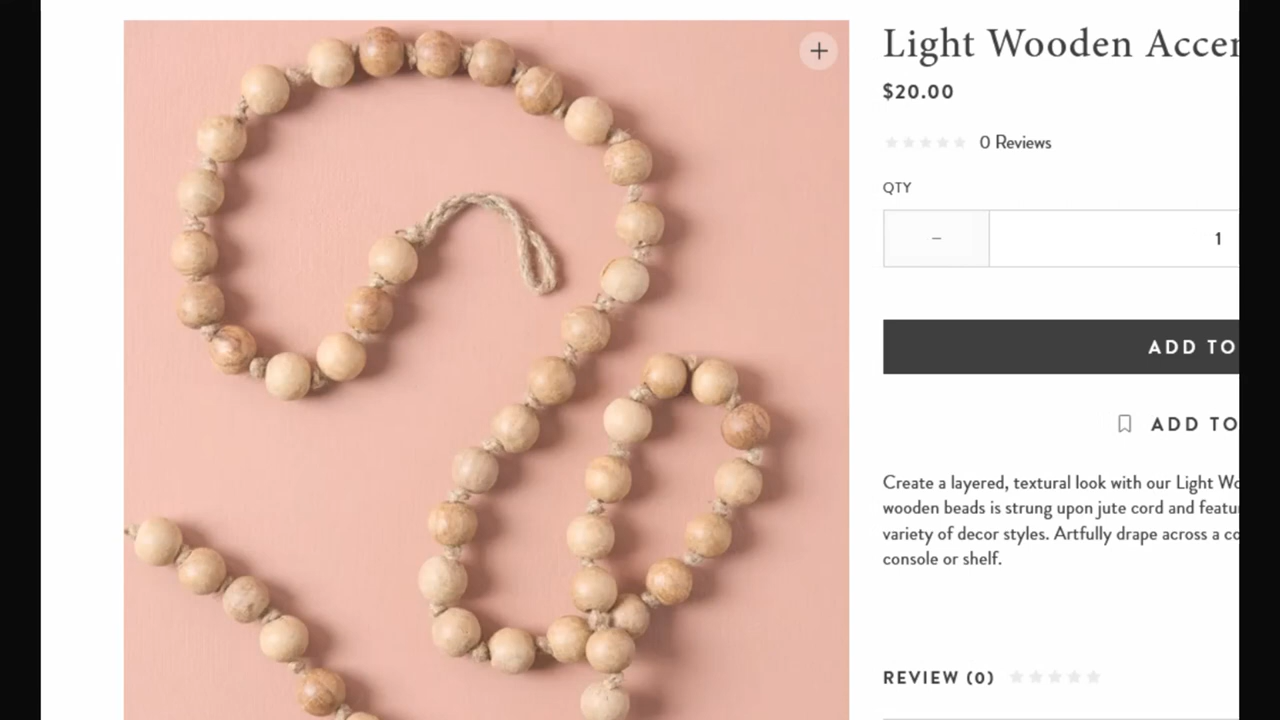 Light Wooden Accen
$20.00
0 Reviews
QTY
1
ADD TO
ADD TO
Create a layered, textural look with our Light Wo
wooden beads is strung upon jute cord and featu
variety of decor styles. Artfully drape across a co
console or shelf.
REVIEW (0)